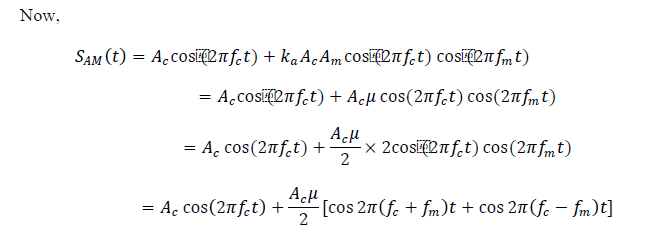 Now,
S_AM(t) = A_c cos(2πf_c t) + k_a A_c A_m cos(2πf_c t) cos(2πf_m t)
= A_c cos(2πf_c t) + A_c μ cos(2πf_c t) cos(2πf_m t)
= A_c cos(2πf_c t) + A_c μ / 2 × 2cos(2πf_c t) cos(2πf_m t)
= A_c cos(2πf_c t) + A_c μ / 2 [cos 2π(f_c + f_m)t + cos 2π(f_c − f_m)t]